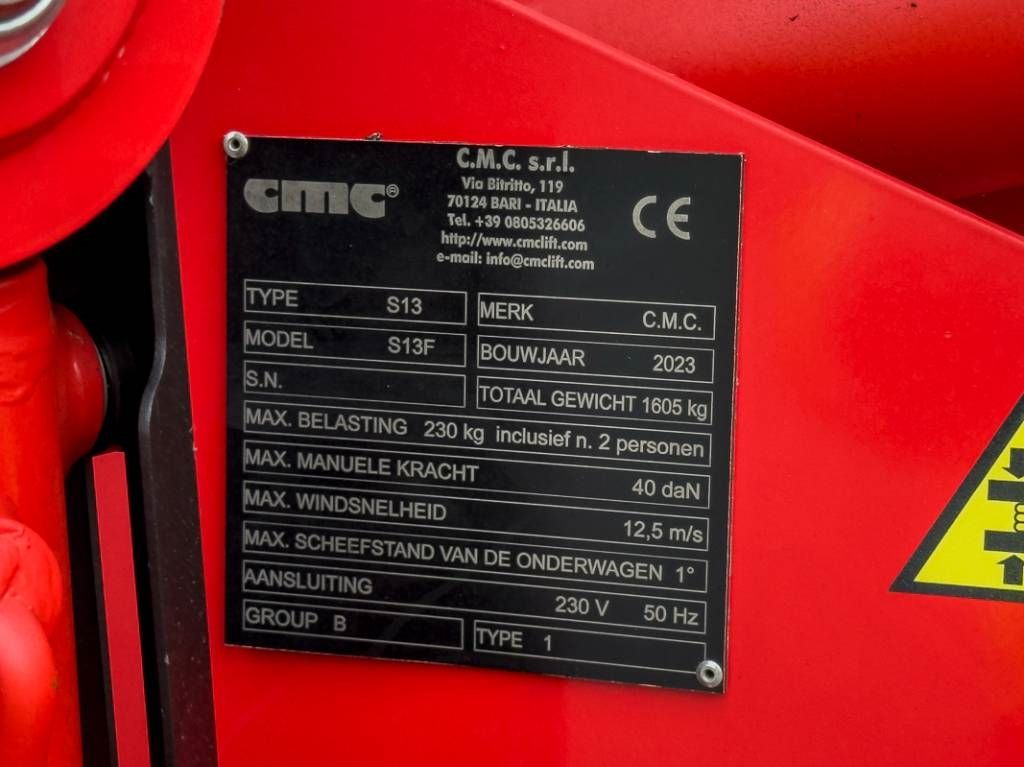 cmc®
C.M.C. s.r.l.
Via Bitritto, 119
70124 BARI - ITALIA
Tel. +39 0805326606
http://www.cmclift.com
e-mail: info@cmclift.com
CE
TYPE S13
MERK C.M.C.
MODEL S13F
BOUWJAAR 2023
S.N.
TOTAAL GEWICHT 1605 kg
MAX. BELASTING 230 kg inclusief n. 2 personen
MAX. MANUELE KRACHT 40 daN
MAX. WINDSNELHEID 12,5 m/s
MAX. SCHEEFSTAND VAN DE ONDERWAGEN 1°
AANSLUITING 230 V 50 Hz
GROUP B
TYPE 1